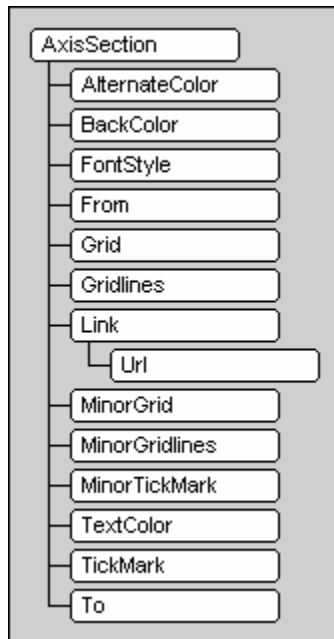 AxisSection
AlternateColor
BackColor
FontStyle
From
Grid
Gridlines
Link
Url
MinorGrid
MinorGridlines
MinorTickMark
TextColor
TickMark
To